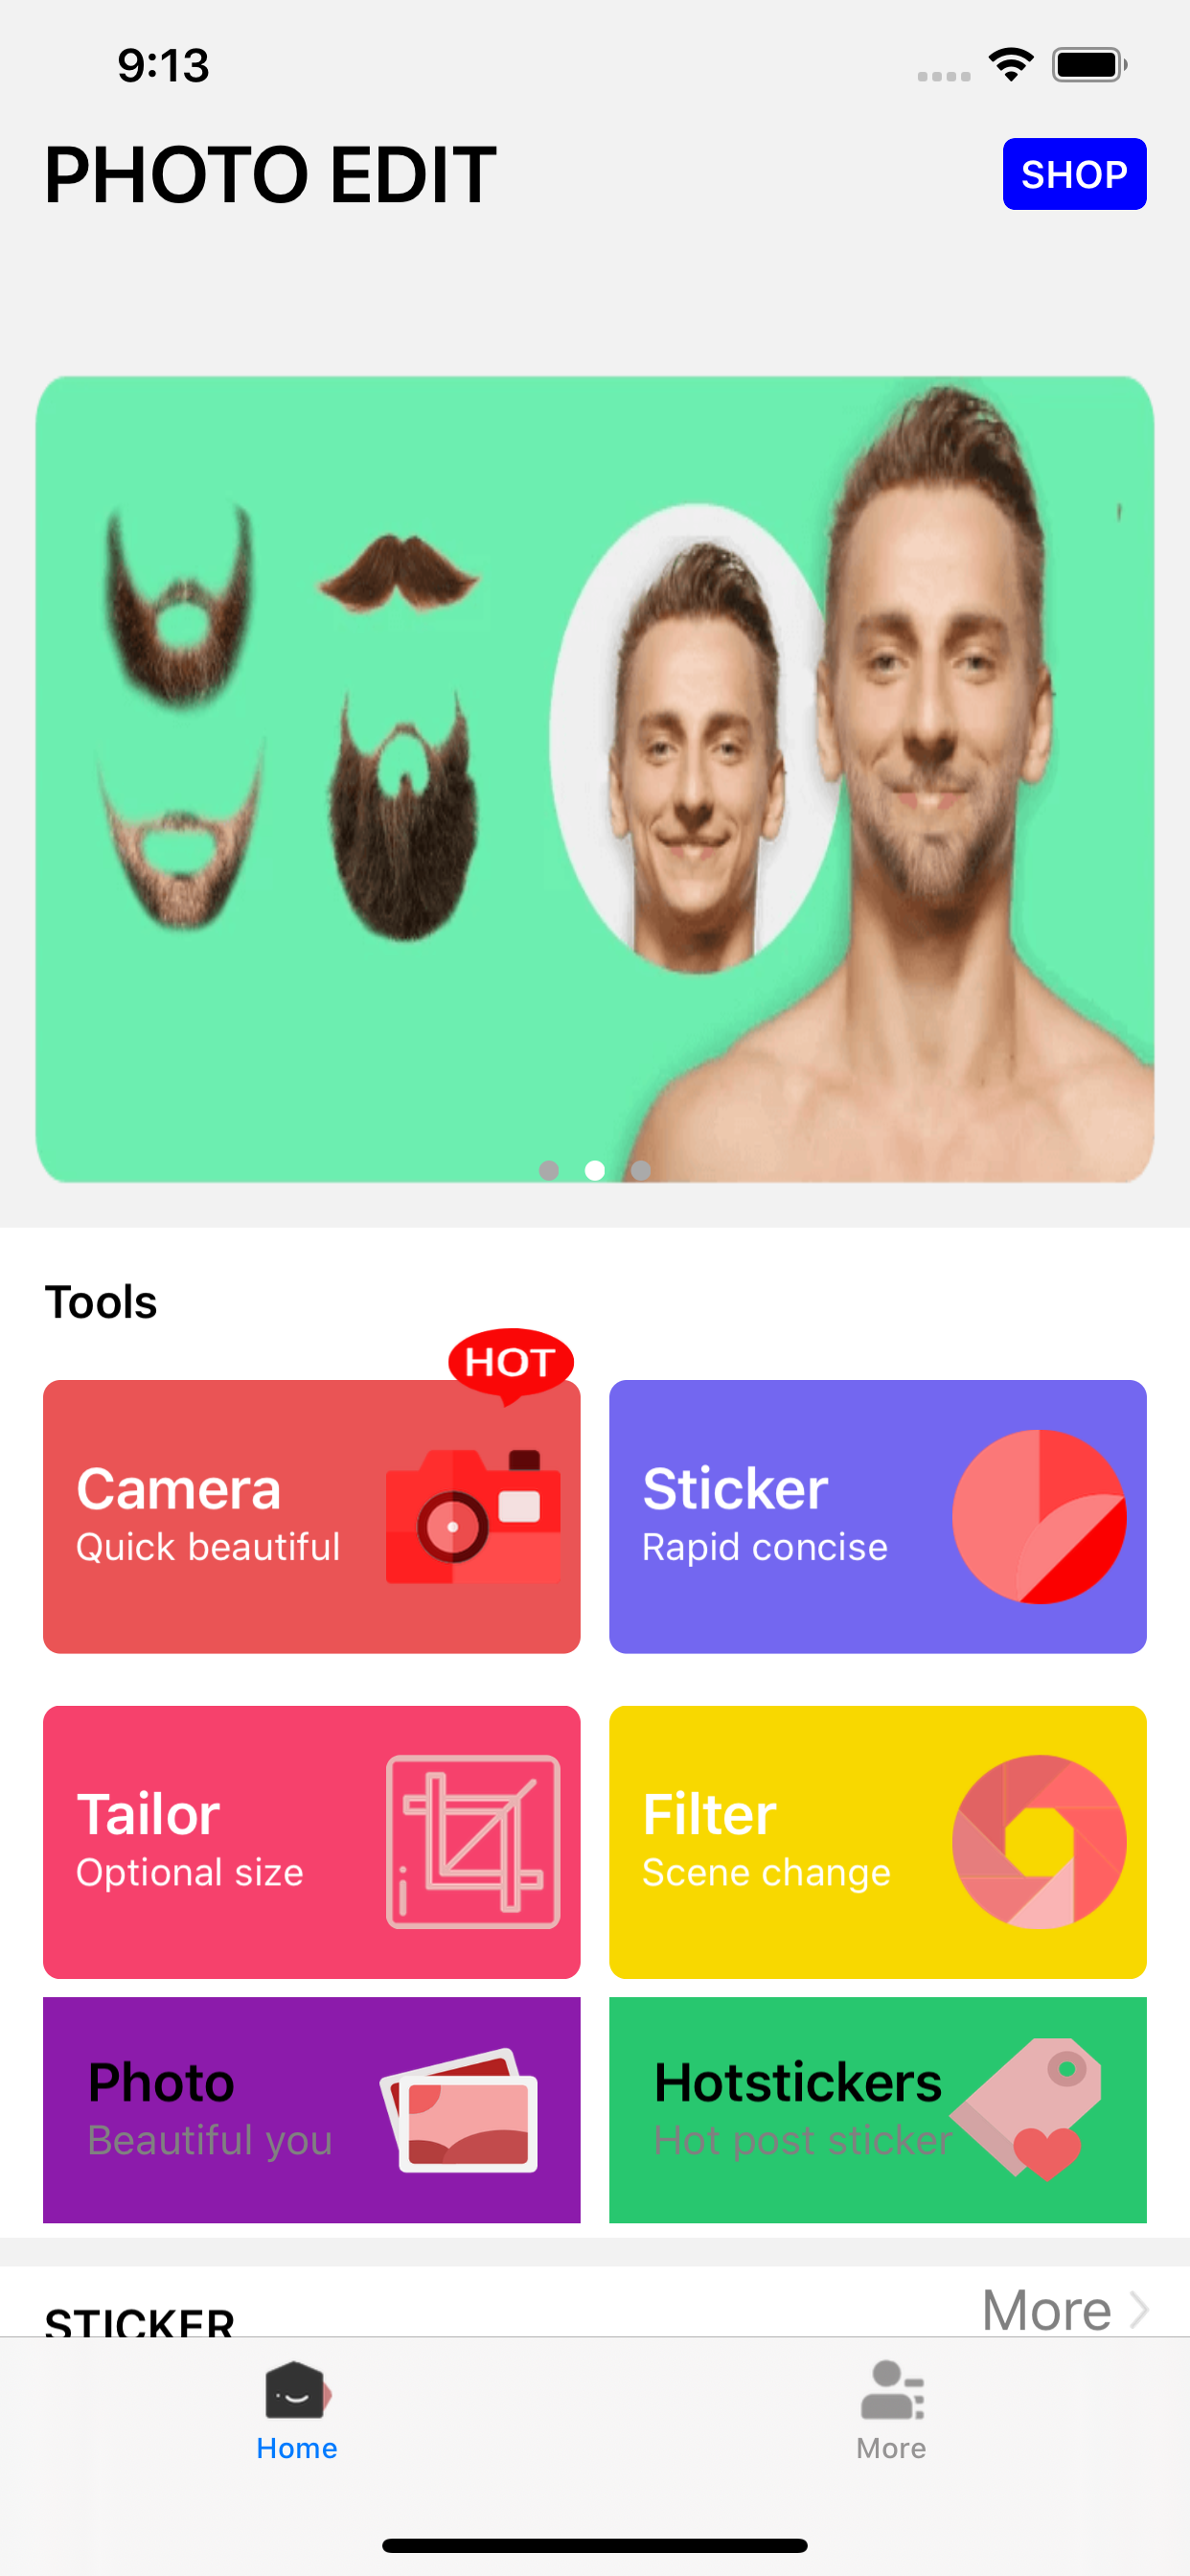 9:13
PHOTO EDIT
SHOP
Tools
HOT
Camera
Quick beautiful
Sticker
Rapid concise
Tailor
Optional size
Filter
Scene change
Photo
Beautiful you
Hotstickers
Hot post sticker
STICKER
More
Home
More